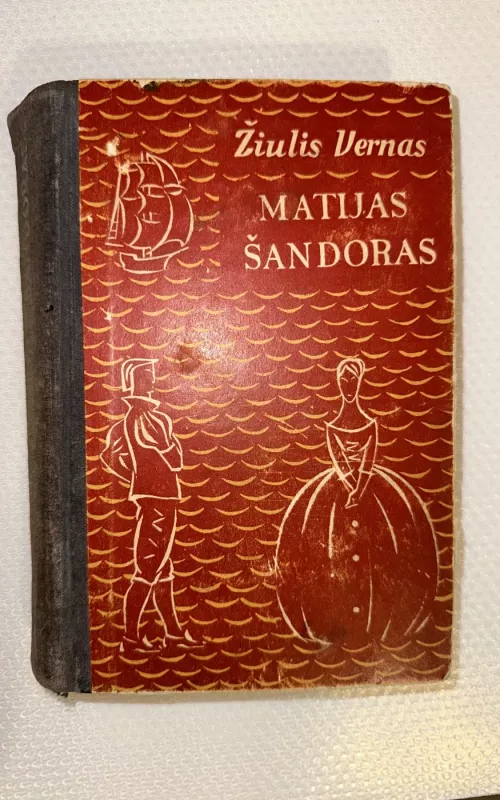 Žiulis Vernas
MATIJAS
ŠANDORAS